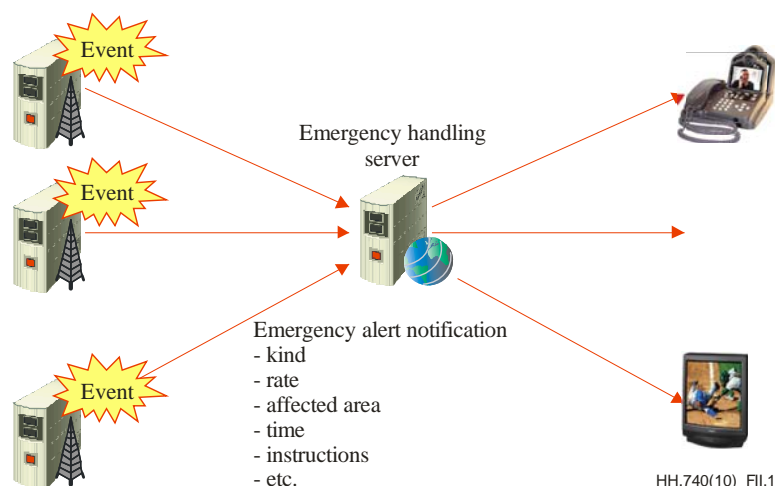 Event
Emergency handling
server
Event
Emergency alert notification
- kind
- rate
- affected area
- time
- instructions
- etc.
Event
HH.740(10)_FII.1